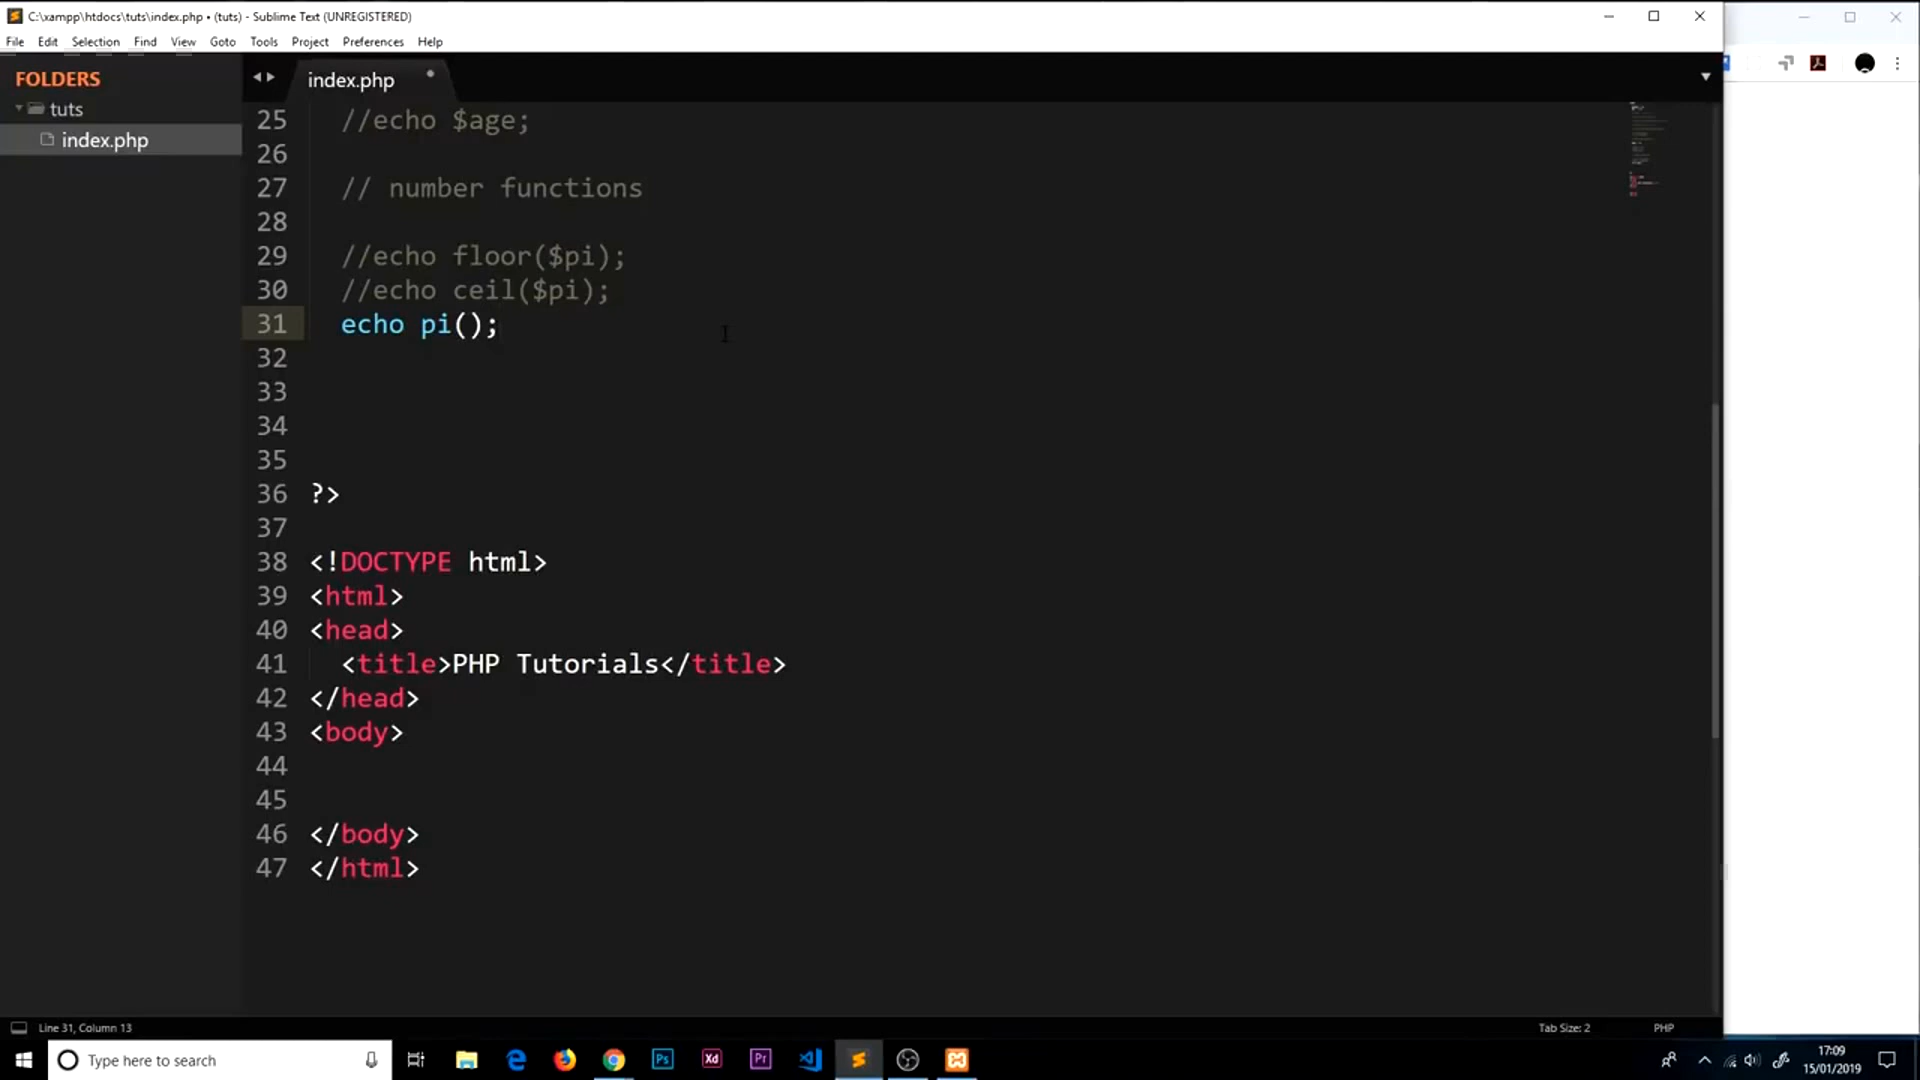 C:\xampp\htdocs\tuts\index.php • (tuts) - Sublime Text (UNREGISTERED)
File Edit Selection Find View Goto Tools Project Preferences Help
FOLDERS
tuts
index.php
index.php
25 //echo $age;
26
27 // number functions
28
29 //echo floor($pi);
30 //echo ceil($pi);
31 echo pi();
32
33
34
35
36 ?>
37
38 <!DOCTYPE html>
39 <html>
40 <head>
41 <title>PHP Tutorials</title>
42 </head>
43 <body>
44
45
46 </body>
47 </html>
Line 31, Column 13
Tab Size: 2
PHP
Type here to search
Ps
Xd
Pr
17:09
15/01/2019